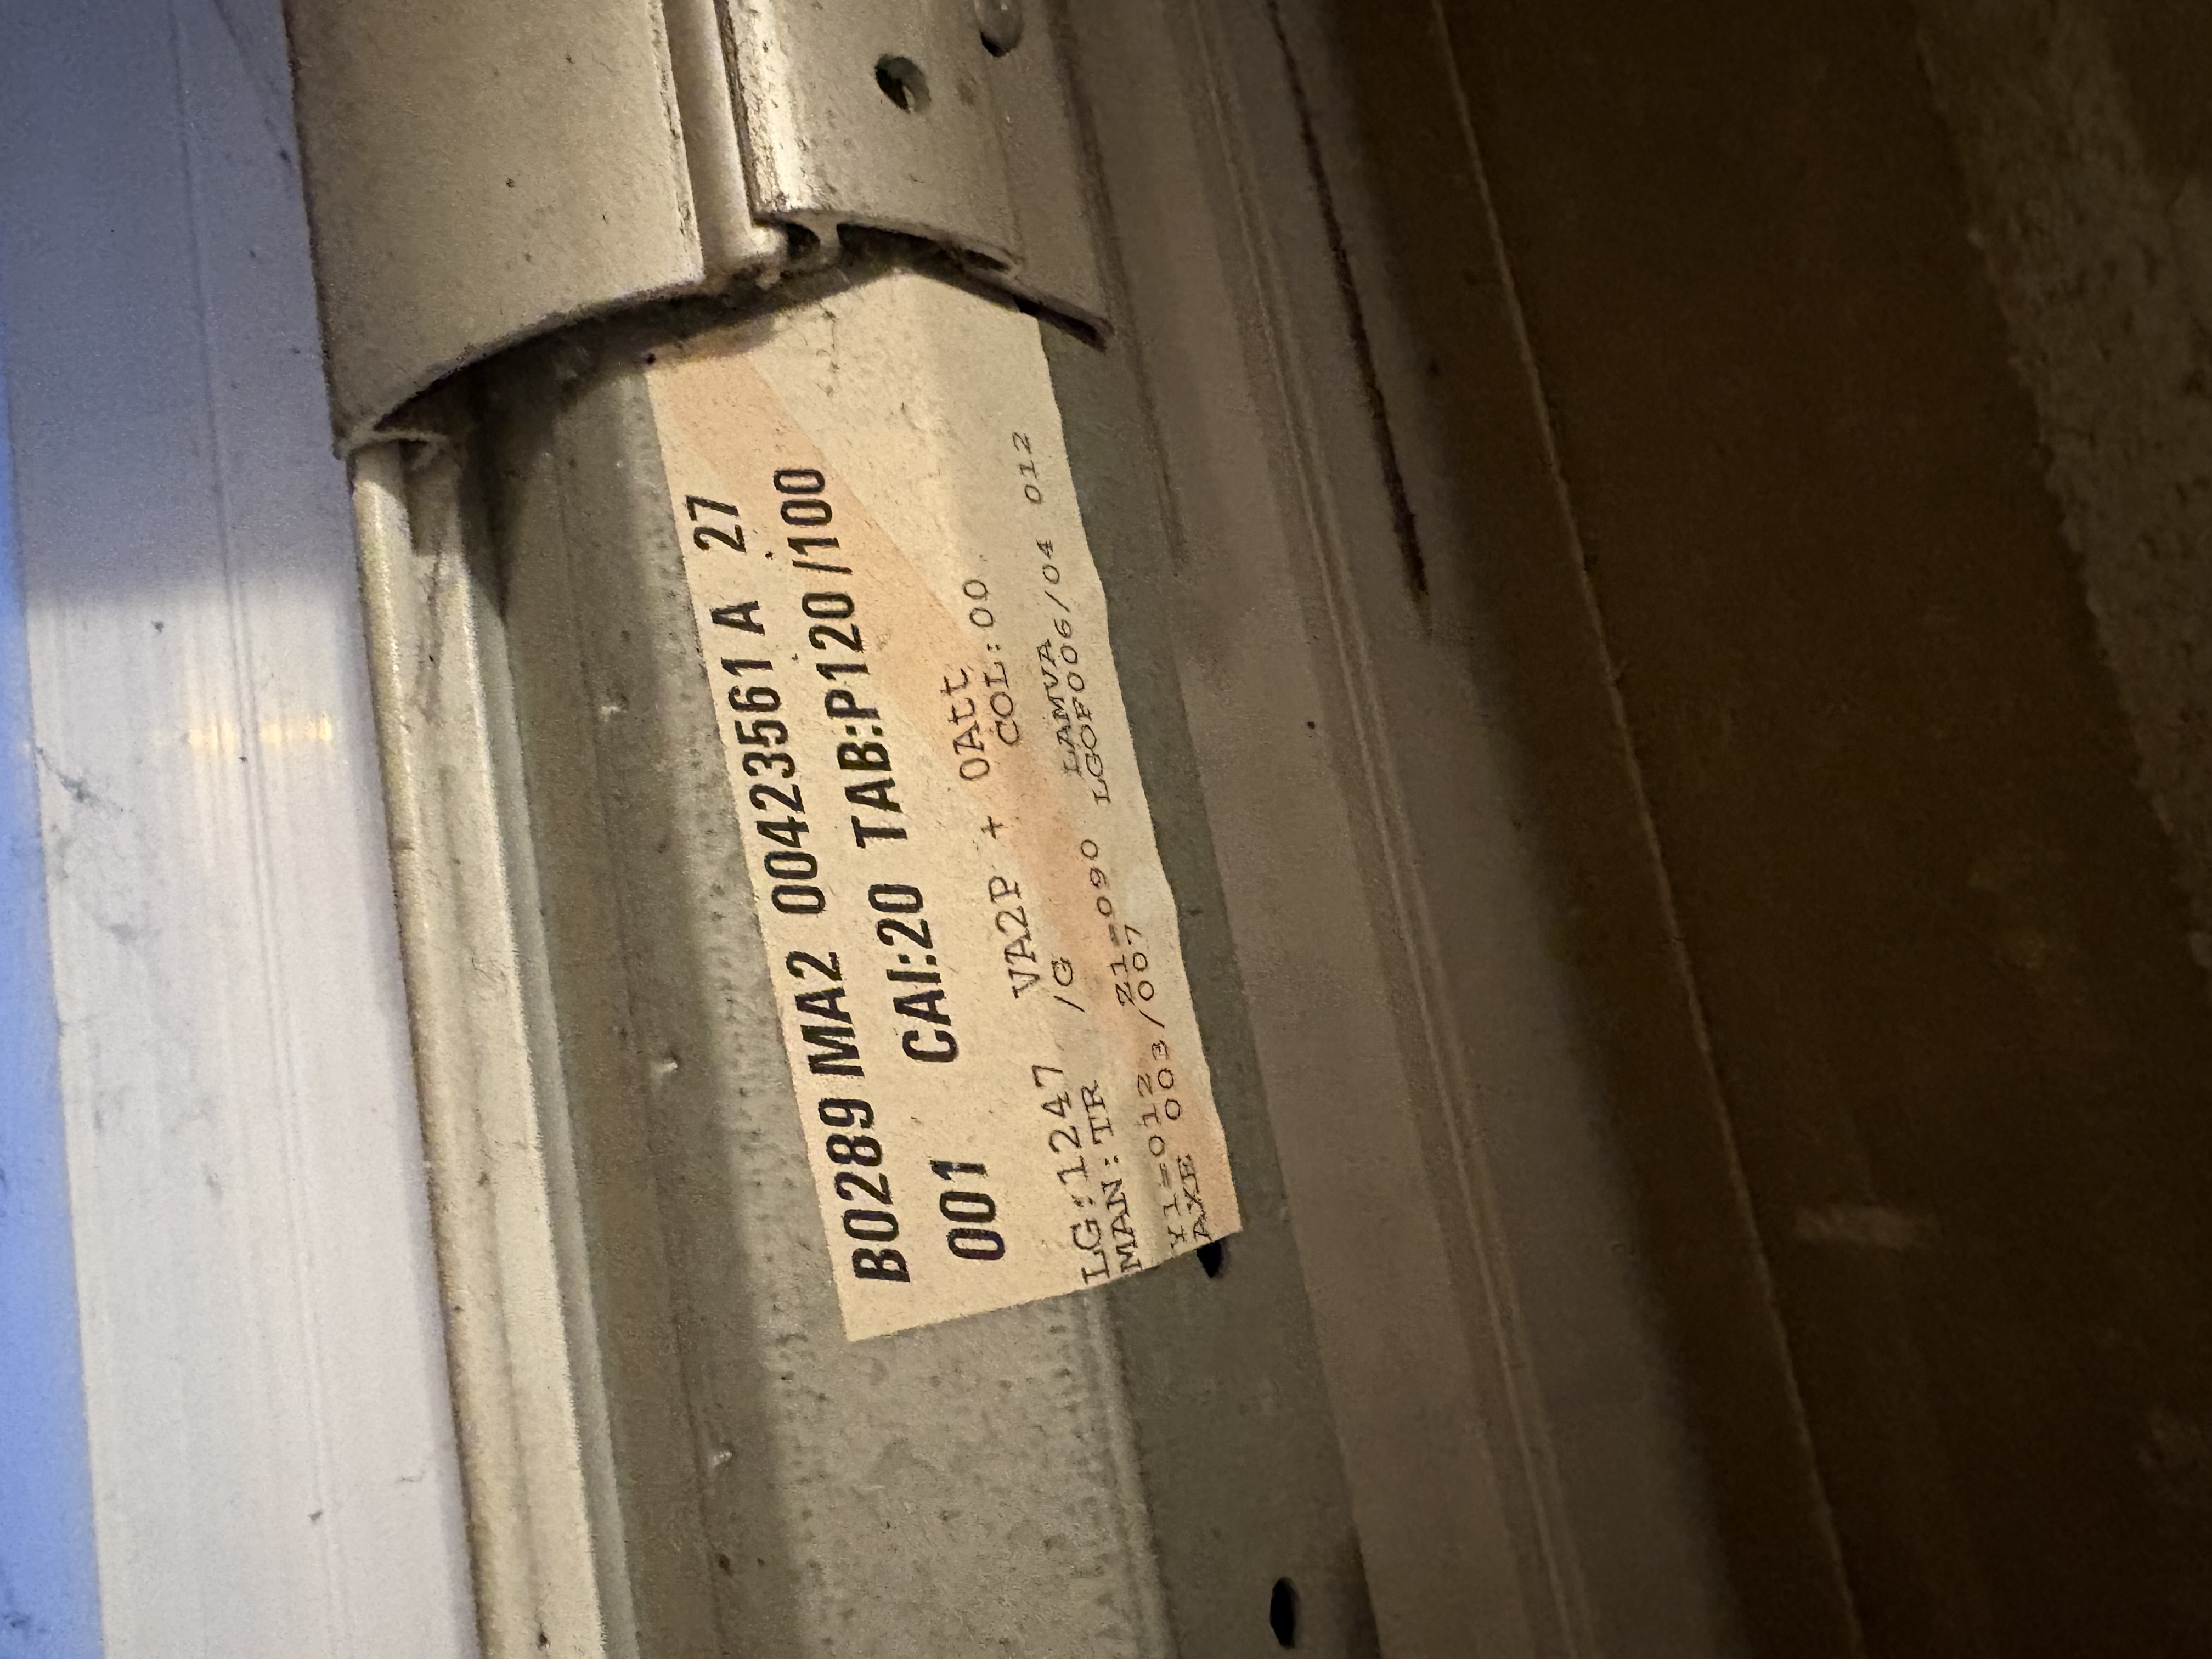 B0289 MA2 00423561 A 27
001 CAI:20 TAB:P120/100
LG:1247 VA2P + 0Att
MAN:TR /G COL:00
Y1=012 Z1=090 LAMVA
AXE 003/007 LGOF006/04 012